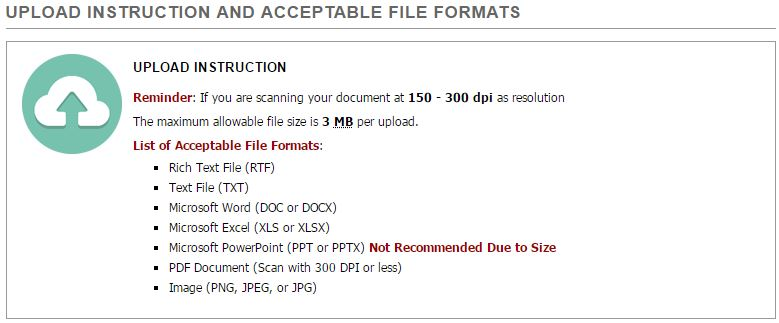 UPLOAD INSTRUCTION AND ACCEPTABLE FILE FORMATS
UPLOAD INSTRUCTION
Reminder: If you are scanning your document at 150 - 300 dpi as resolution
The maximum allowable file size is 3 MB per upload.
List of Acceptable File Formats:
Rich Text File (RTF)
Text File (TXT)
Microsoft Word (DOC or DOCX)
Microsoft Excel (XLS or XLSX)
Microsoft PowerPoint (PPT or PPTX) Not Recommended Due to Size
PDF Document (Scan with 300 DPI or less)
Image (PNG, JPEG, or JPG)